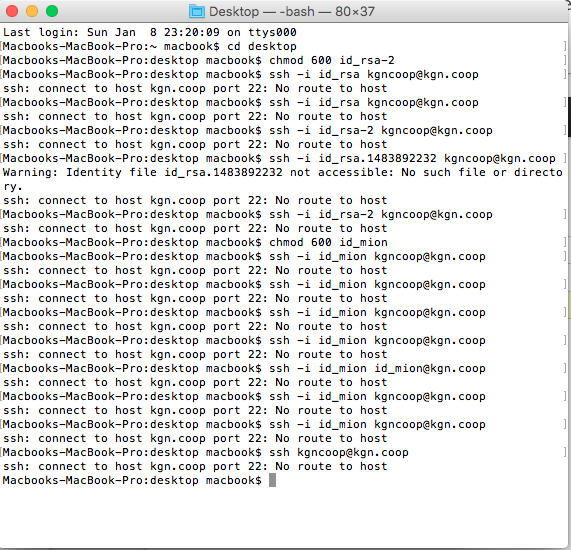 Desktop — -bash — 80×37
Last login: Sun Jan  8 23:20:09 on ttys000
[Macbooks-MacBook-Pro:~ macbook$ cd desktop ]
[Macbooks-MacBook-Pro:desktop macbook$ chmod 600 id_rsa-2 ]
[Macbooks-MacBook-Pro:desktop macbook$ ssh -i id_rsa kgncoop@kgn.coop ]
ssh: connect to host kgn.coop port 22: No route to host
[Macbooks-MacBook-Pro:desktop macbook$ ssh -i id_rsa kgncoop@kgn.coop ]
ssh: connect to host kgn.coop port 22: No route to host
[Macbooks-MacBook-Pro:desktop macbook$ ssh -i id_rsa-2 kgncoop@kgn.coop ]
ssh: connect to host kgn.coop port 22: No route to host
[Macbooks-MacBook-Pro:desktop macbook$ ssh -i id_rsa.1483892232 kgncoop@kgn.coop ]
Warning: Identity file id_rsa.1483892232 not accessible: No such file or directo
ry.
ssh: connect to host kgn.coop port 22: No route to host
[Macbooks-MacBook-Pro:desktop macbook$ ssh -i id_rsa-2 kgncoop@kgn.coop ]
ssh: connect to host kgn.coop port 22: No route to host
[Macbooks-MacBook-Pro:desktop macbook$ chmod 600 id_mion ]
[Macbooks-MacBook-Pro:desktop macbook$ ssh -i id_mion kgncoop@kgn.coop ]
ssh: connect to host kgn.coop port 22: No route to host
[Macbooks-MacBook-Pro:desktop macbook$ ssh -i id_mion kgncoop@kgn.coop ]
ssh: connect to host kgn.coop port 22: No route to host
[Macbooks-MacBook-Pro:desktop macbook$ ssh -i id_mion kgncoop@kgn.coop ]
ssh: connect to host kgn.coop port 22: No route to host
[Macbooks-MacBook-Pro:desktop macbook$ ssh -i id_mion kgncoop@kgn.coop ]
ssh: connect to host kgn.coop port 22: No route to host
[Macbooks-MacBook-Pro:desktop macbook$ ssh -i id_mion id_mion@kgn.coop ]
ssh: connect to host kgn.coop port 22: No route to host
[Macbooks-MacBook-Pro:desktop macbook$ ssh -i id_mion kgncoop@kgn.coop ]
ssh: connect to host kgn.coop port 22: No route to host
[Macbooks-MacBook-Pro:desktop macbook$ ssh -i id_mion kgncoop@kgn.coop ]
ssh: connect to host kgn.coop port 22: No route to host
[Macbooks-MacBook-Pro:desktop macbook$ ssh kgncoop@kgn.coop ]
ssh: connect to host kgn.coop port 22: No route to host
Macbooks-MacBook-Pro:desktop macbook$